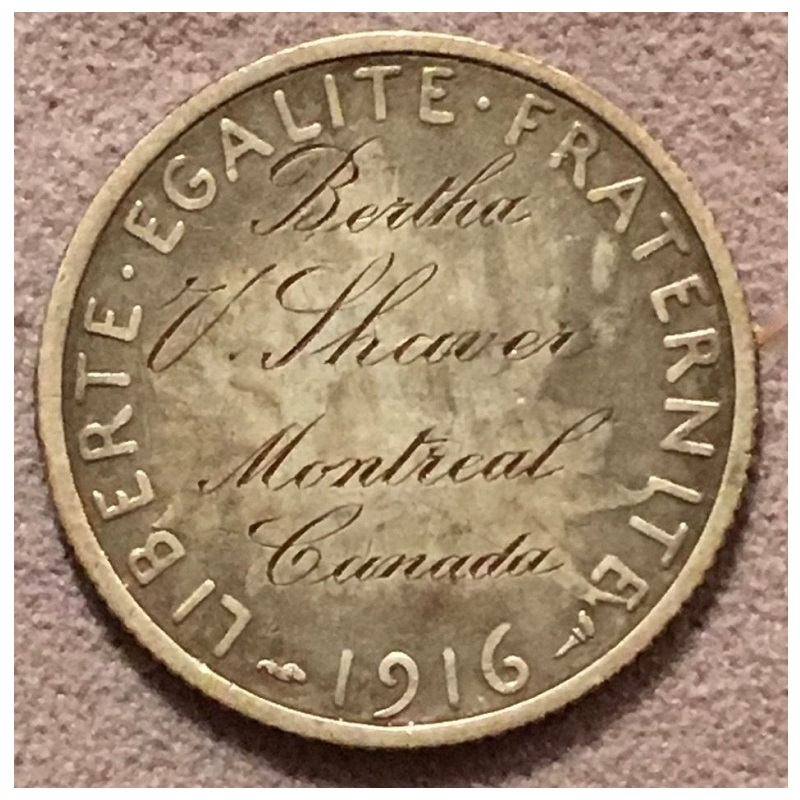 LIBERTE · EGALITE · FRATERNITE
Bertha
V. Shaver
Montreal
Canada
1916